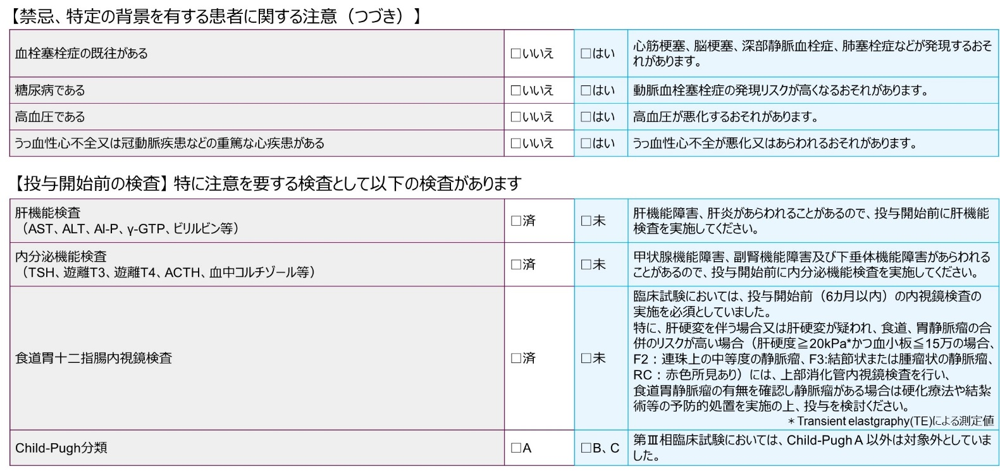 【禁忌、特定の背景を有する患者に関する注意（つづき）】
血栓塞栓症の既往がある
□いいえ
□はい
心筋梗塞、脳梗塞、深部静脈血栓症、肺塞栓症などが発現するおそ
れがあります。
糖尿病である
□いいえ
□はい
動脈血栓塞栓症の発現リスクが高くなるおそれがあります。
高血圧である
□いいえ
□はい
高血圧が悪化するおそれがあります。
うっ血性心不全又は冠動脈疾患などの重篤な心疾患がある
□いいえ
□はい
うっ血性心不全が悪化又はあらわれるおそれがあります。
【投与開始前の検査】特に注意を要する検査として以下の検査があります
肝機能検査
（AST、ALT、Al-P、γ-GTP、ビリルビン等）
□済
□未
肝機能障害、肝炎があらわれることがあるので、投与開始前に肝機能
検査を実施してください。
内分泌機能検査
（TSH、遊離T3、遊離T4、ACTH、血中コルチゾール等）
□済
□未
甲状腺機能障害、副腎機能障害及び下垂体機能障害があらわれる
ことがあるので、投与開始前に内分泌機能検査を実施してください。
食道胃十二指腸内視鏡検査
□済
□未
臨床試験においては、投与開始前（6カ月以内）の内視鏡検査の
実施を必須としていました。
特に、肝硬変を伴う場合又は肝硬変が疑われ、食道、胃静脈瘤の合
併のリスクが高い場合（肝硬度≧20kPa*かつ血小板≦15万の場合、
F2：連珠上の中等度の静脈瘤、F3:結節状または腫瘤状の静脈瘤、
RC：赤色所見あり）には、上部消化管内視鏡検査を行い、
食道胃静脈瘤の有無を確認し静脈瘤がある場合は硬化療法や結紮
術等の予防的処置を実施の上、投与を検討ください。
＊Transient elastgraphy(TE)による測定値
Child-Pugh分類
□A
□B、C
第Ⅲ相臨床試験においては、Child-Pugh A 以外は対象外としていま
した。